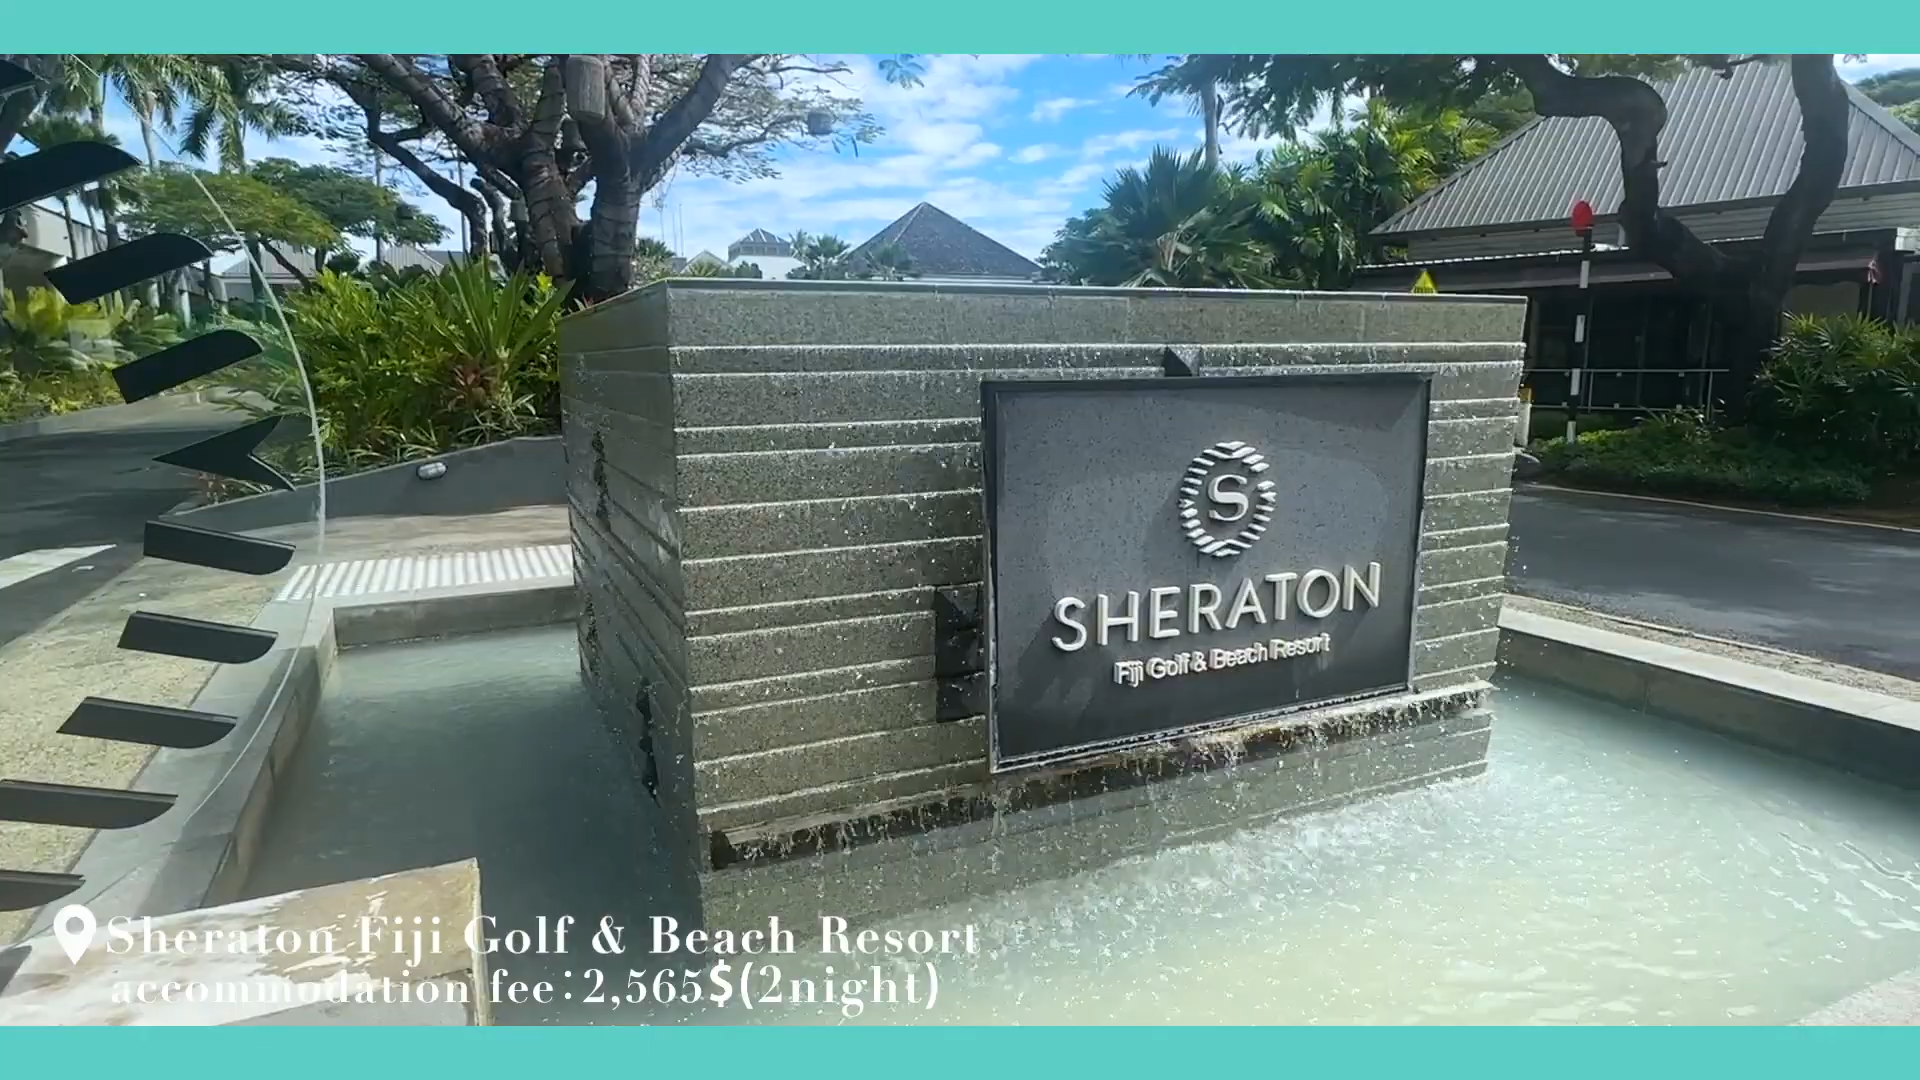 S
SHERATON
Fiji Golf & Beach Resort
Sheraton Fiji Golf & Beach Resort
accommodation fee:2,565$(2night)